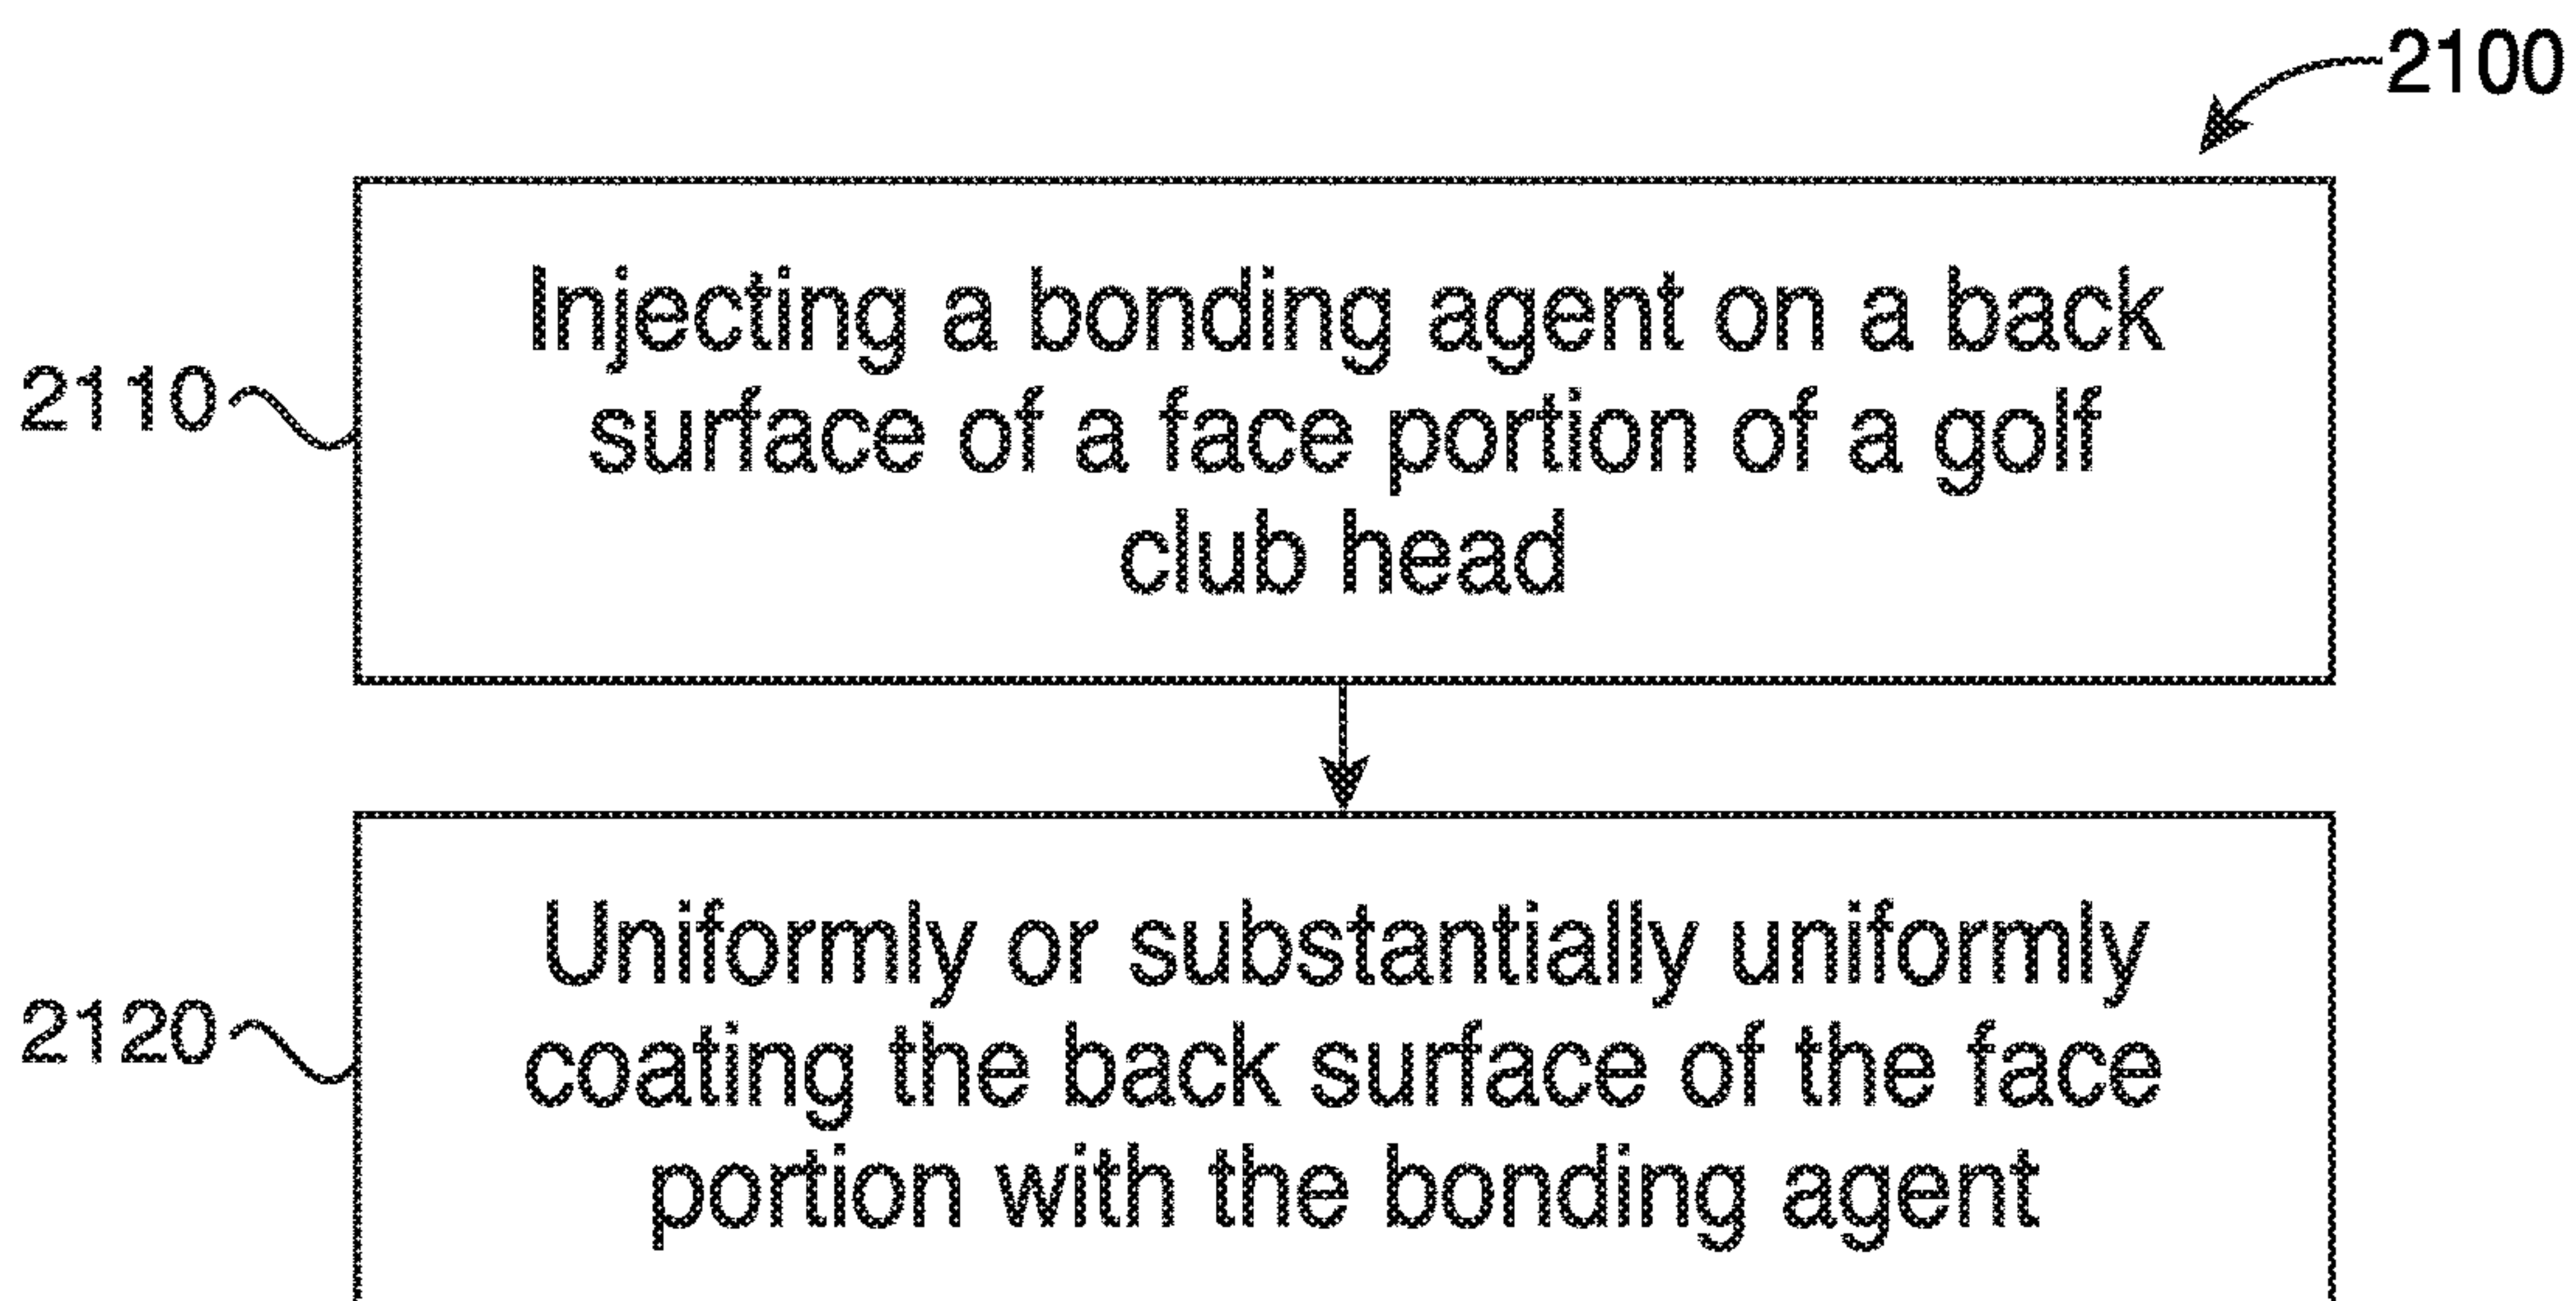 2100
Injecting a bonding agent on a back
surface of a face portion of a golf
club head
2110
Uniformly or substantially uniformly
coating the back surface of the face
portion with the bonding agent
2120